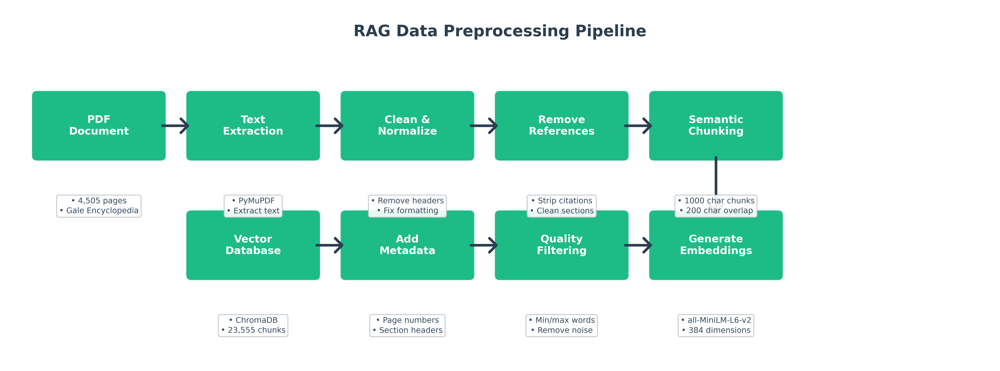 RAG Data Preprocessing Pipeline
PDF
Document
Text
Extraction
Clean &
Normalize
Remove
References
Semantic
Chunking
• 4,505 pages
• Gale Encyclopedia
• PyMuPDF
• Extract text
• Remove headers
• Fix formatting
• Strip citations
• Clean sections
• 1000 char chunks
• 200 char overlap
Vector
Database
Add
Metadata
Quality
Filtering
Generate
Embeddings
• ChromaDB
• 23,555 chunks
• Page numbers
• Section headers
• Min/max words
• Remove noise
• all-MiniLM-L6-v2
• 384 dimensions